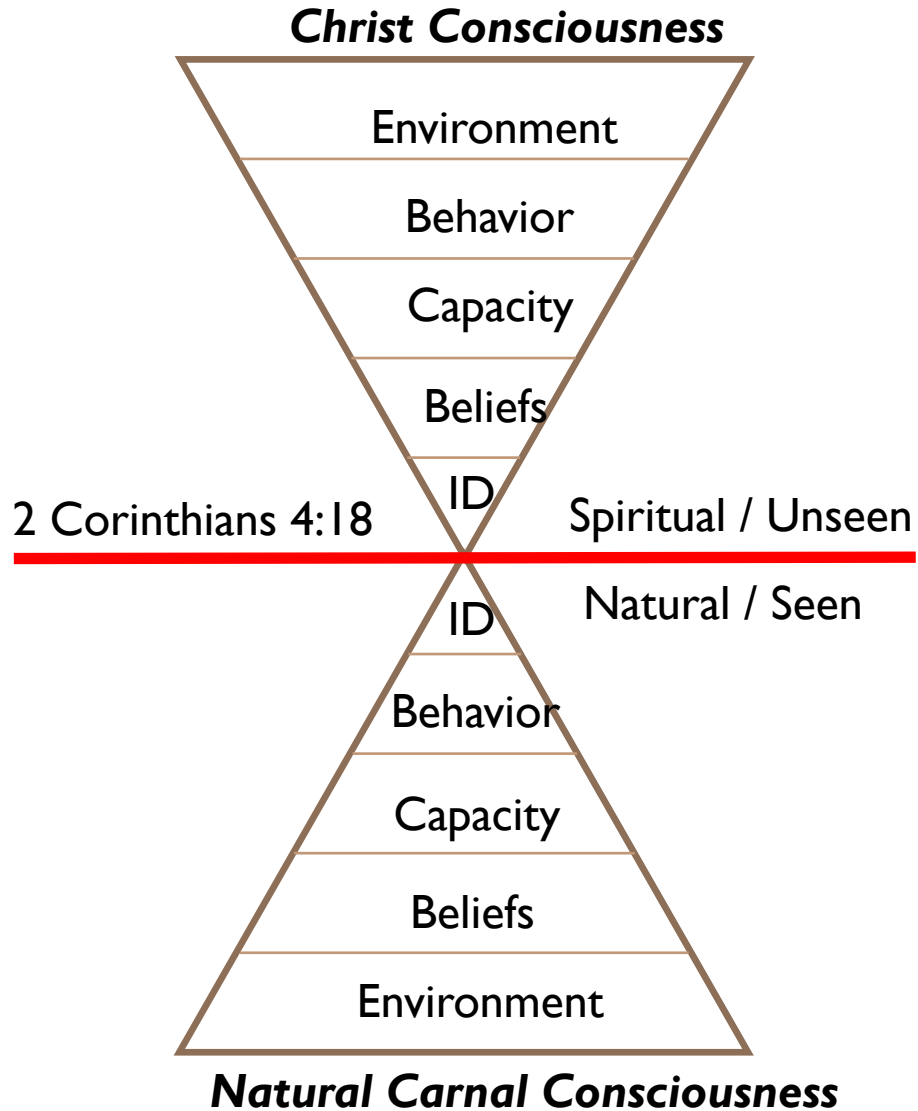 Christ Consciousness
Environment
Behavior
Capacity
Beliefs
ID
2 Corinthians 4:18
Spiritual / Unseen
Natural / Seen
ID
Behavior
Capacity
Beliefs
Environment
Natural Carnal Consciousness